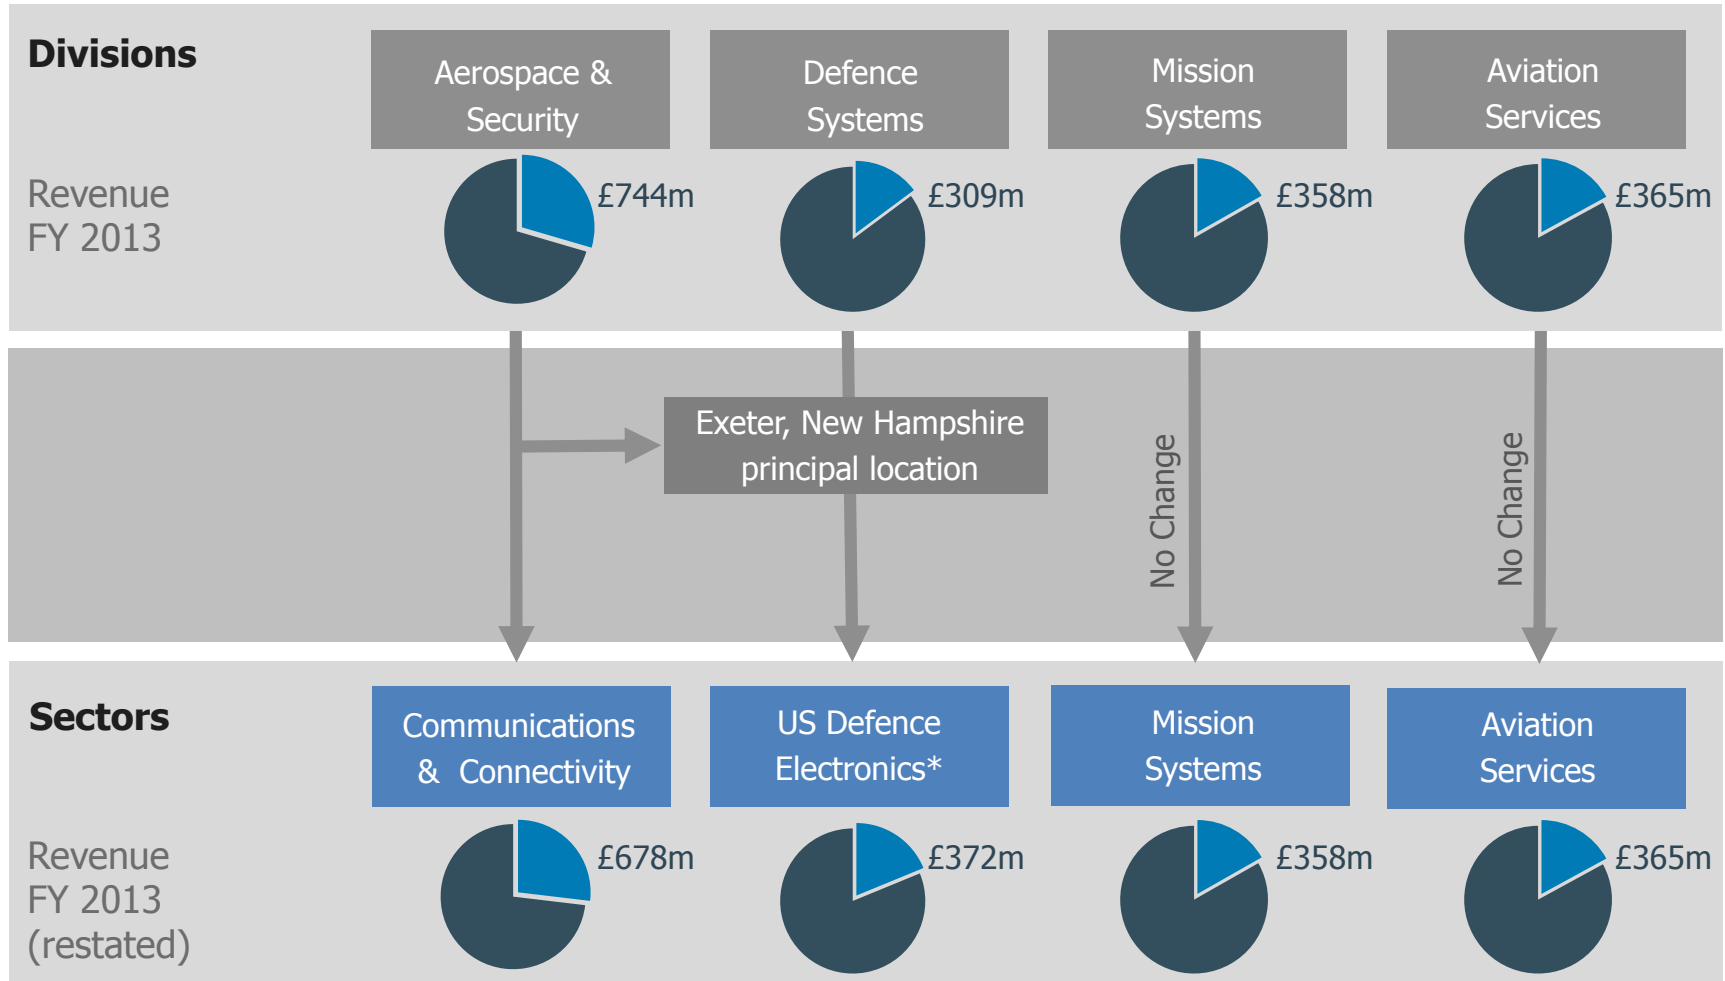 Divisions
Aerospace &
Security
Defence
Systems
Mission
Systems
Aviation
Services
Revenue
FY 2013
£744m
£309m
£358m
£365m
Exeter, New Hampshire
principal location
No Change
No Change
Sectors
Communications
& Connectivity
US Defence
Electronics*
Mission
Systems
Aviation
Services
Revenue
FY 2013
(restated)
£678m
£372m
£358m
£365m